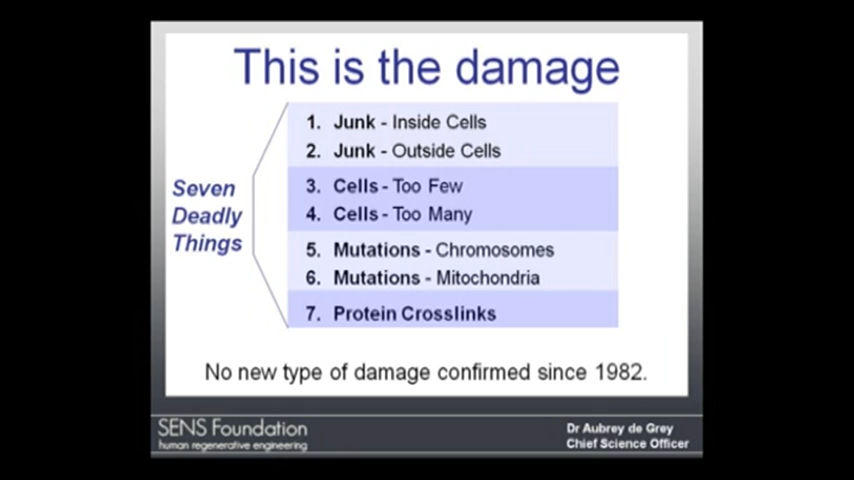 This is the damage
Seven
Deadly
Things
1. Junk - Inside Cells
2. Junk - Outside Cells
3. Cells - Too Few
4. Cells - Too Many
5. Mutations - Chromosomes
6. Mutations - Mitochondria
7. Protein Crosslinks
No new type of damage confirmed since 1982.
SENS Foundation
human regenerative engineering
Dr Aubrey de Grey
Chief Science Officer